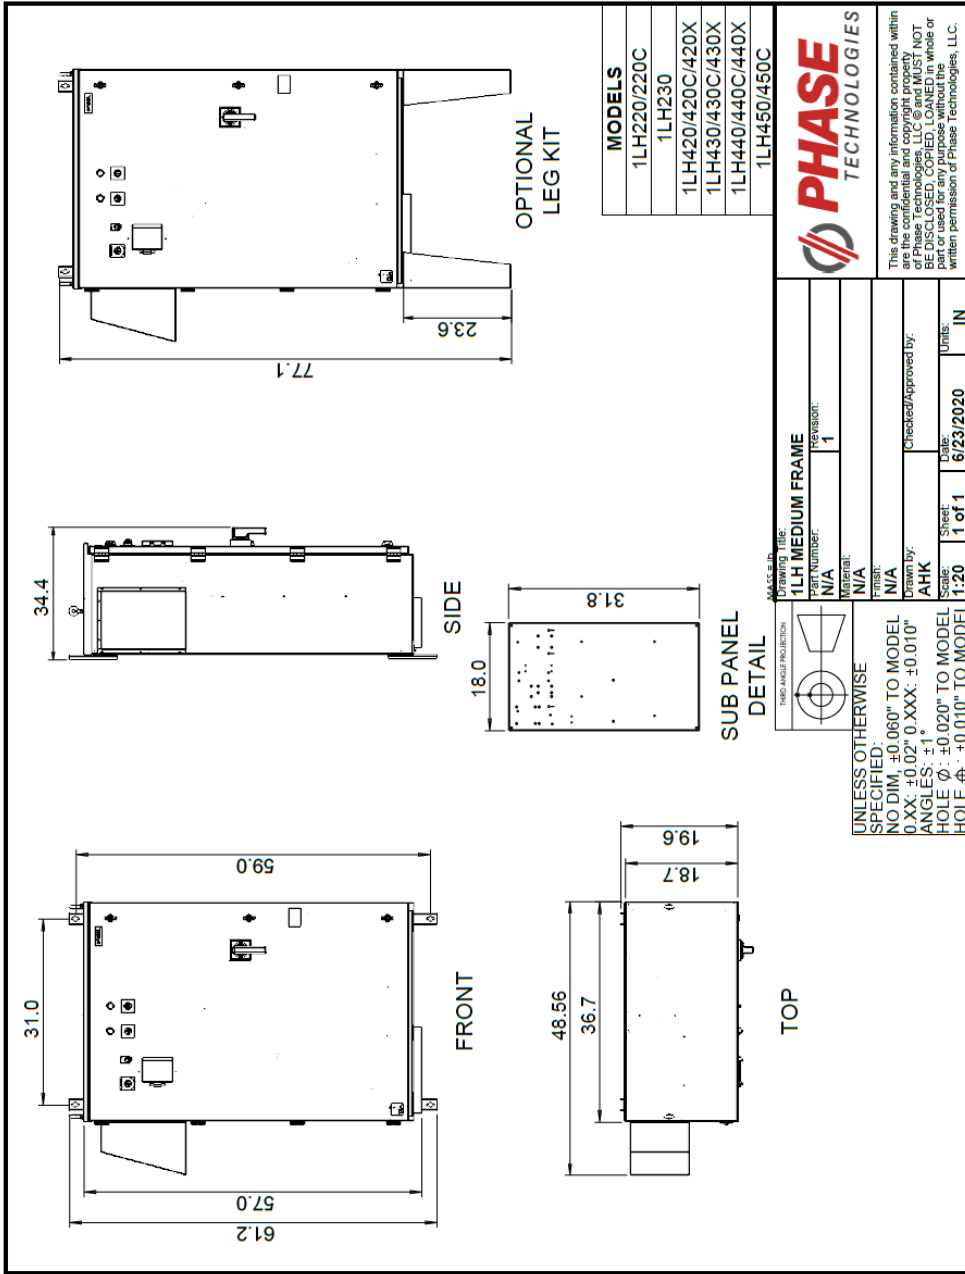 31.0
59.0
57.0
61.2
FRONT
34.4
SIDE
77.1
23.6
OPTIONAL
LEG KIT
48.56
36.7
18.7
19.6
TOP
18.0
31.8
SUB PANEL
DETAIL
MODELS
1LH220/220C
1LH230
1LH420/420C/420X
1LH430/430C/430X
1LH440/440C/440X
1LH450/450C
UNLESS OTHERWISE
SPECIFIED:
NO DIM, ±0.060" TO MODEL
0.XX: ±0.02" 0.XXX: ±0.010"
ANGLES: ±1°
HOLE Ø: ±0.020" TO MODEL
HOLE ⌖: ±0.010" TO MODEL
THIRD ANGLE PROJECTION
MASS = lb
Drawing Title:
1LH MEDIUM FRAME
Part Number:
N/A
Revision:
1
Material:
N/A
Finish:
N/A
Drawn by:
AHK
Checked/Approved by:
Scale:
1:20
Sheet:
1 of 1
Date:
6/23/2020
Units:
IN
PHASE
TECHNOLOGIES
This drawing and any information contained within
are the confidential and copyright property
of Phase Technologies, LLC © and MUST NOT
BE DISCLOSED, COPIED, LOANED in whole or
part or used for any purpose without the
written permission of Phase Technologies, LLC.